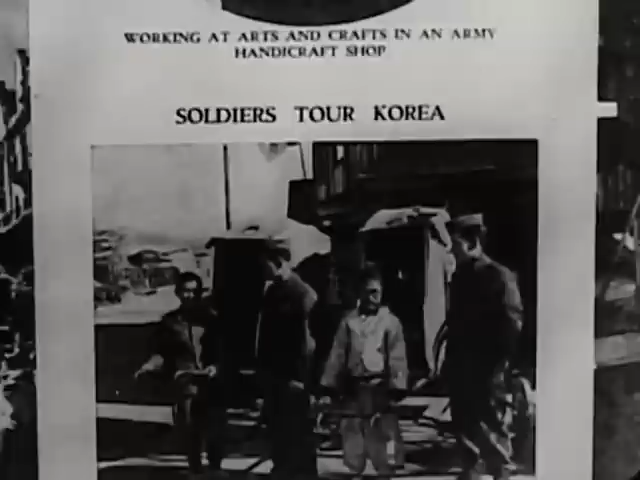 WORKING AT ARTS AND CRAFTS IN AN ARMY
HANDICRAFT SHOP
SOLDIERS TOUR KOREA